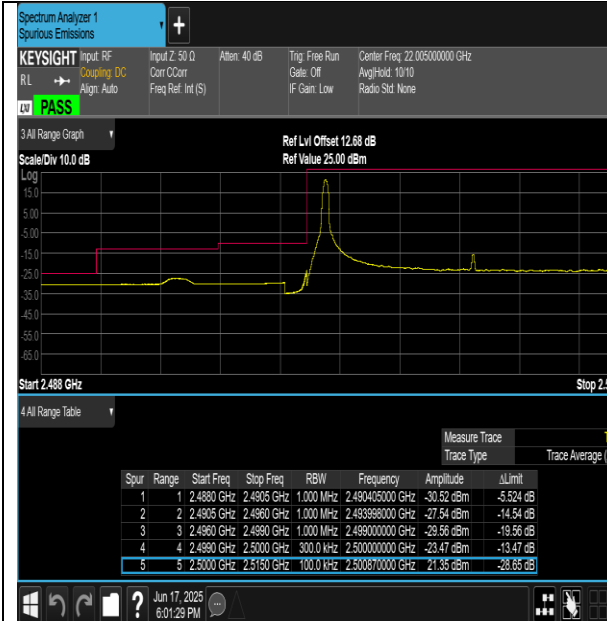 Spectrum Analyzer 1
Spurious Emissions
+
KEYSIGHT Input: RF Input Z: 50 Ω Atten: 40 dB Trig: Free Run Center Freq: 22.005000000 GHz
RL Coupling: DC Corr CCorr Gate: Off Avg|Hold: 10/10
Align: Auto Freq Ref: Int (S) IF Gain: Low Radio Std: None
LXI PASS
3 All Range Graph
Ref Lvl Offset 12.68 dB
Scale/Div 10.0 dB Ref Value 25.00 dBm
Log
15.0
5.00
-5.00
-15.0
-25.0
-35.0
-45.0
-55.0
-65.0
Start 2.488 GHz Stop 2.5
4 All Range Table
Measure Trace
Trace Type Trace Average (
Spur Range Start Freq Stop Freq RBW Frequency Amplitude ΔLimit
1 1 2.4880 GHz 2.4905 GHz 1.000 MHz 2.490405000 GHz -30.52 dBm -5.524 dB
2 2 2.4905 GHz 2.4960 GHz 1.000 MHz 2.493998000 GHz -27.54 dBm -14.54 dB
3 3 2.4960 GHz 2.4990 GHz 1.000 MHz 2.499000000 GHz -29.56 dBm -19.56 dB
4 4 2.4990 GHz 2.5000 GHz 300.0 kHz 2.500000000 GHz -23.47 dBm -13.47 dB
5 5 2.5000 GHz 2.5150 GHz 100.0 kHz 2.500870000 GHz 21.35 dBm -28.65 dB
? Jun 17, 2025
6:01:29 PM